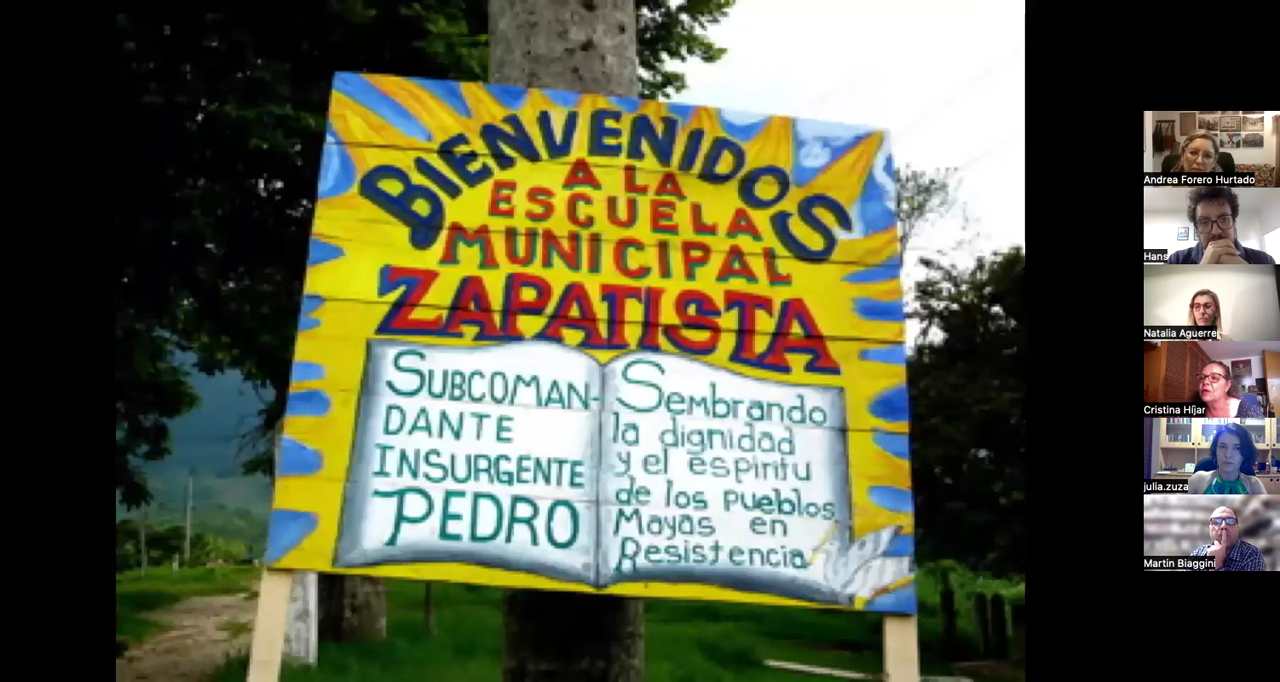 BIENVENIDOS
A LA
ESCUELA
MUNICIPAL
ZAPATISTA
SUBCOMAN-
DANTE
INSURGENTE
PEDRO
Sembrando
la dignidad
y el espiritu
de los pueblos
Mayas en
Resistencia
Andrea Forero Hurtado
Hans
Natalia Aguerre
Cristina Híjar
julia.zuza
Martin Biaggini